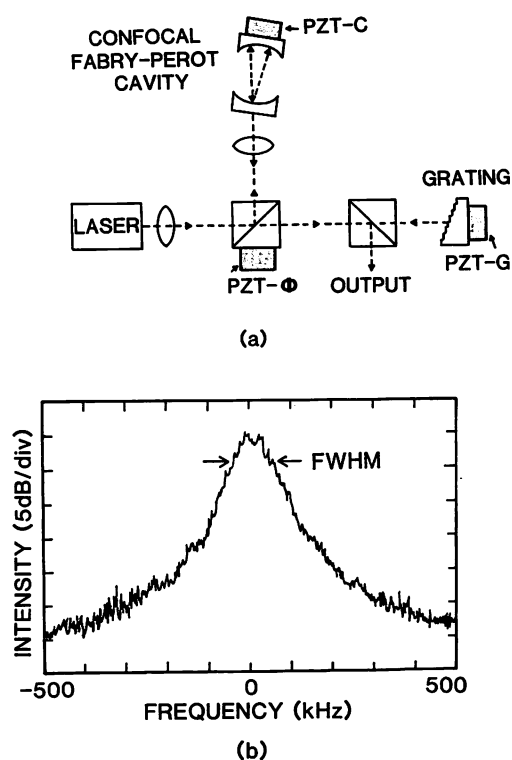 CONFOCAL
FABRY-PEROT
CAVITY
PZT-C
GRATING
LASER
PZT-Φ
OUTPUT
PZT-G
(a)
INTENSITY (5dB/div)
FWHM
-500
0
500
FREQUENCY (kHz)
(b)